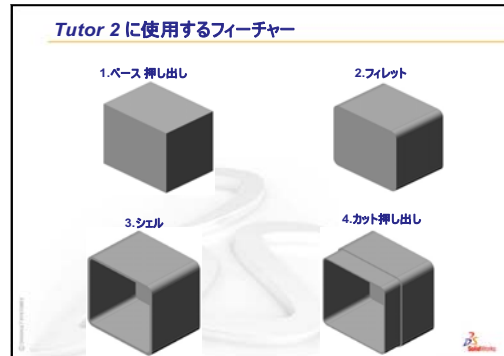 Tutor 2 に使用するフィーチャー
1.ベース 押し出し
2.フィレット
3.シェル
4.カット押し出し
SolidWorks